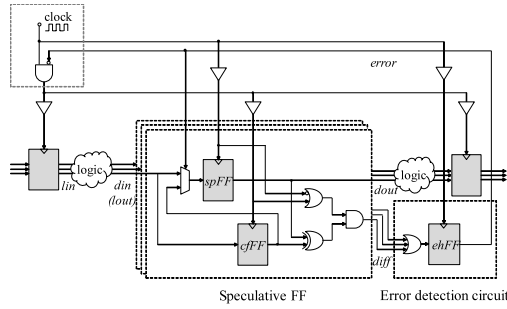 clock
error
lin
logic
din
(lout)
spFF
cfFF
dout
logic
diff
ehFF
Speculative FF
Error detection circuit